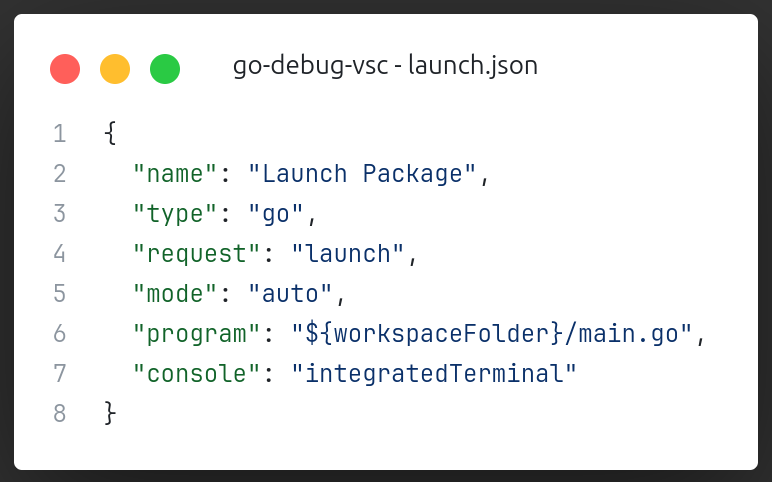 go-debug-vsc - launch.json
1 {
2   "name": "Launch Package",
3   "type": "go",
4   "request": "launch",
5   "mode": "auto",
6   "program": "${workspaceFolder}/main.go",
7   "console": "integratedTerminal"
8 }